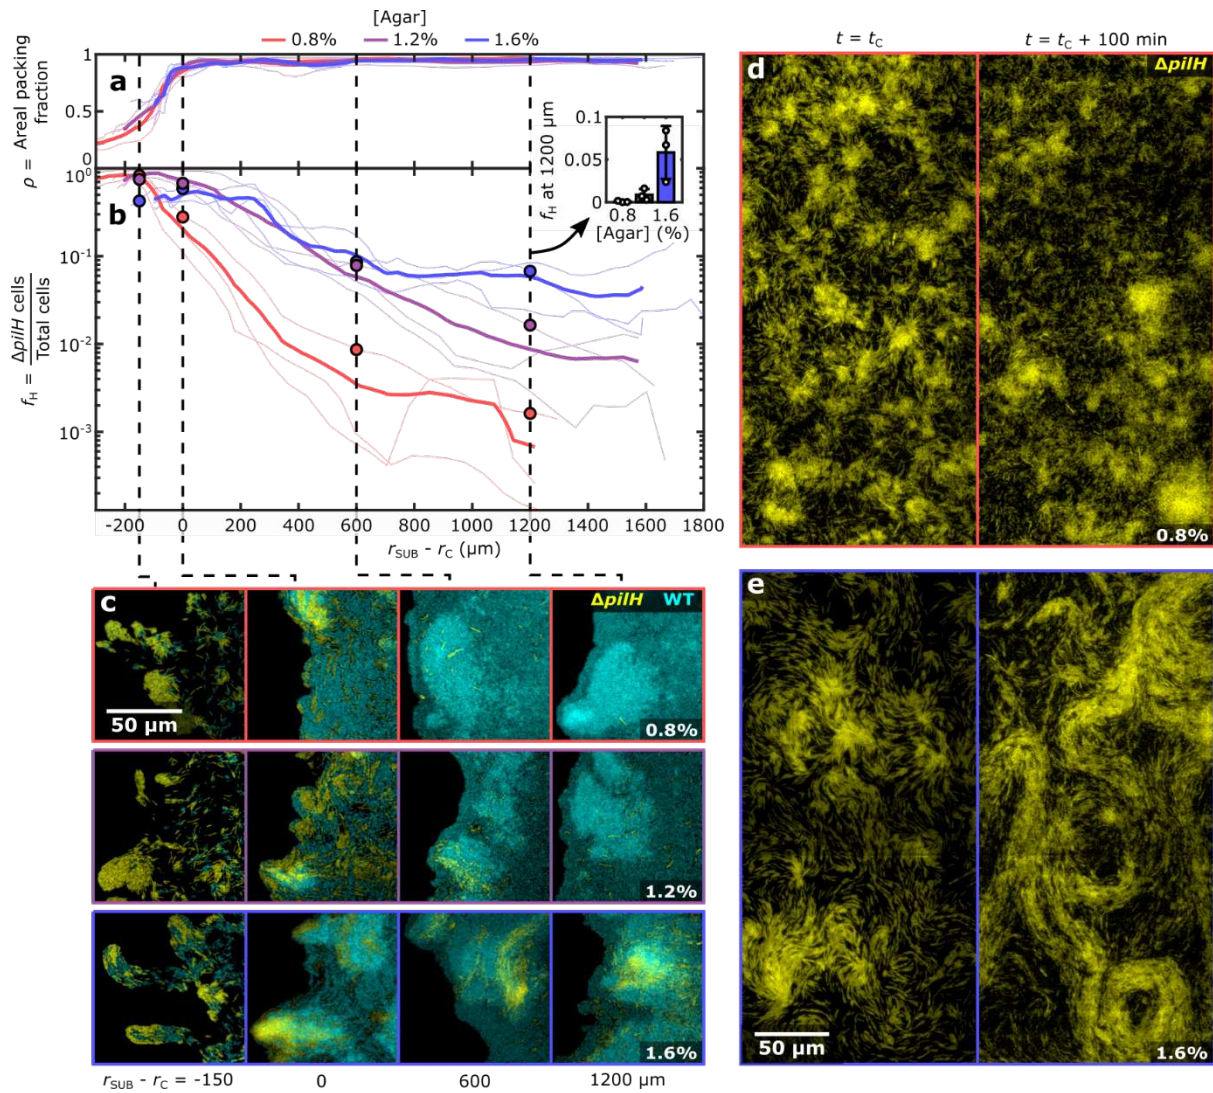 [Agar]
0.8% 1.2% 1.6%
a
ρ = Areal packing
fraction
1
0.5
0
b
f_H = ΔpilH cells
Total cells
10⁰
10⁻¹
10⁻²
10⁻³
f_H at 1200 μm
0.1
0.05
0
0.8 1.2 1.6
[Agar] (%)
-200 0 200 400 600 800 1000 1200 1400 1600 1800
r_SUB - r_C (μm)
c
ΔpilH WT
50 μm
0.8%
1.2%
1.6%
r_SUB - r_C = -150 0 600 1200 μm
t = t_C t = t_C + 100 min
d
ΔpilH
0.8%
e
50 μm
1.6%